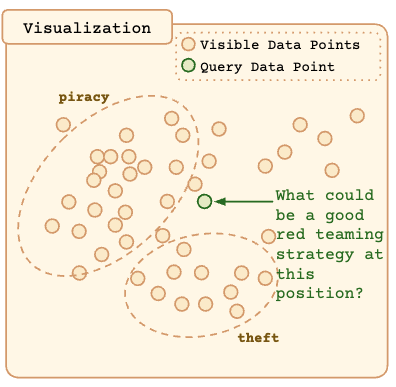 Visualization
Visible Data Points
Query Data Point
piracy
What could
be a good
red teaming
strategy at
this
position?
theft